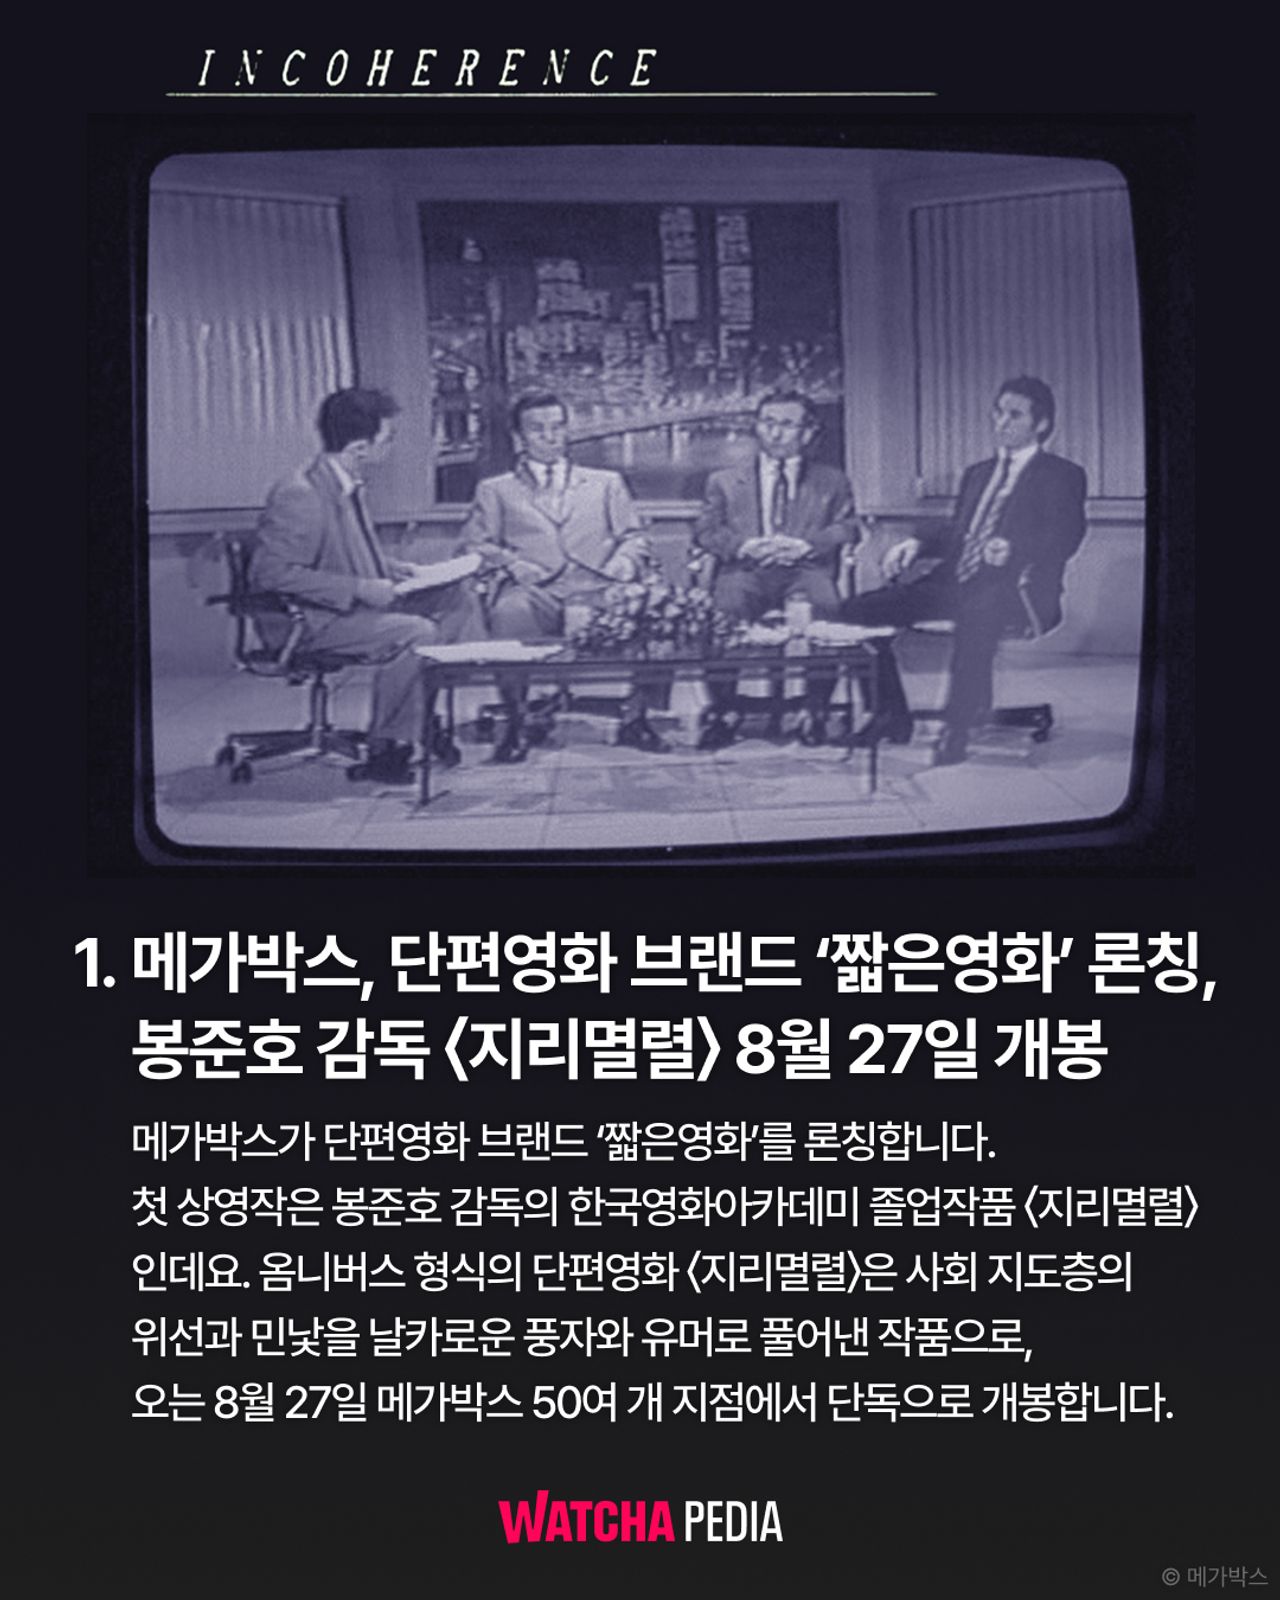 INCOHERENCE
1. 메가박스, 단편영화 브랜드 ‘짧은영화’ 론칭,
봉준호 감독 〈지리멸렬〉 8월 27일 개봉
메가박스가 단편영화 브랜드 ‘짧은영화’를 론칭합니다.
첫 상영작은 봉준호 감독의 한국영화아카데미 졸업작품 〈지리멸렬〉
인데요. 옴니버스 형식의 단편영화 〈지리멸렬〉은 사회 지도층의
위선과 민낯을 날카로운 풍자와 유머로 풀어낸 작품으로,
오는 8월 27일 메가박스 50여 개 지점에서 단독으로 개봉합니다.
WATCHA PEDIA
© 메가박스